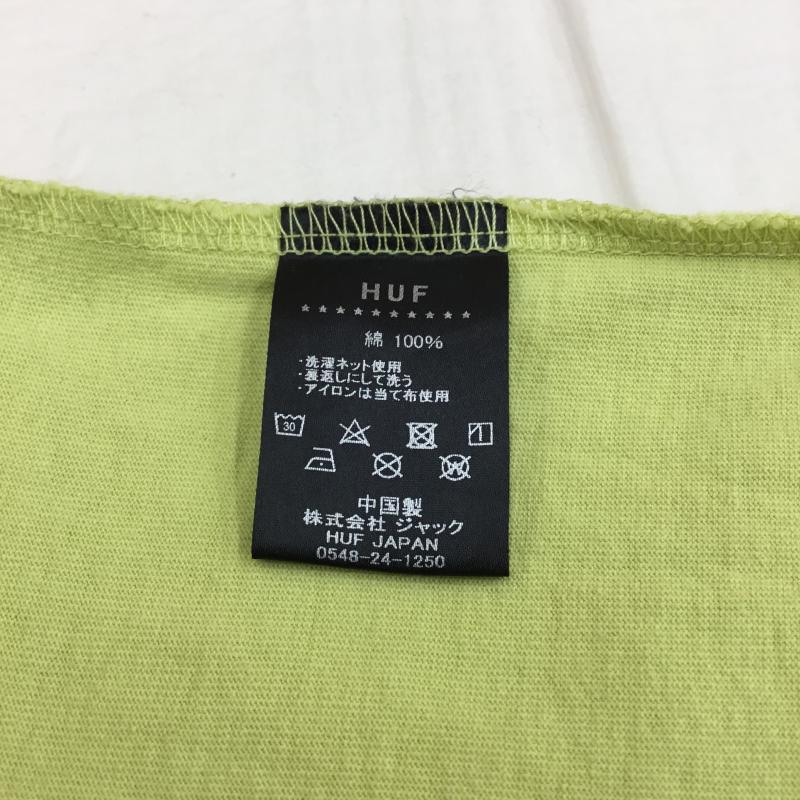 HUF
綿 100%
・洗濯ネット使用
・裏返しにして洗う
・アイロンは当て布使用
30
W
中国製
株式会社 ジャック
HUF JAPAN
0548-24-1250